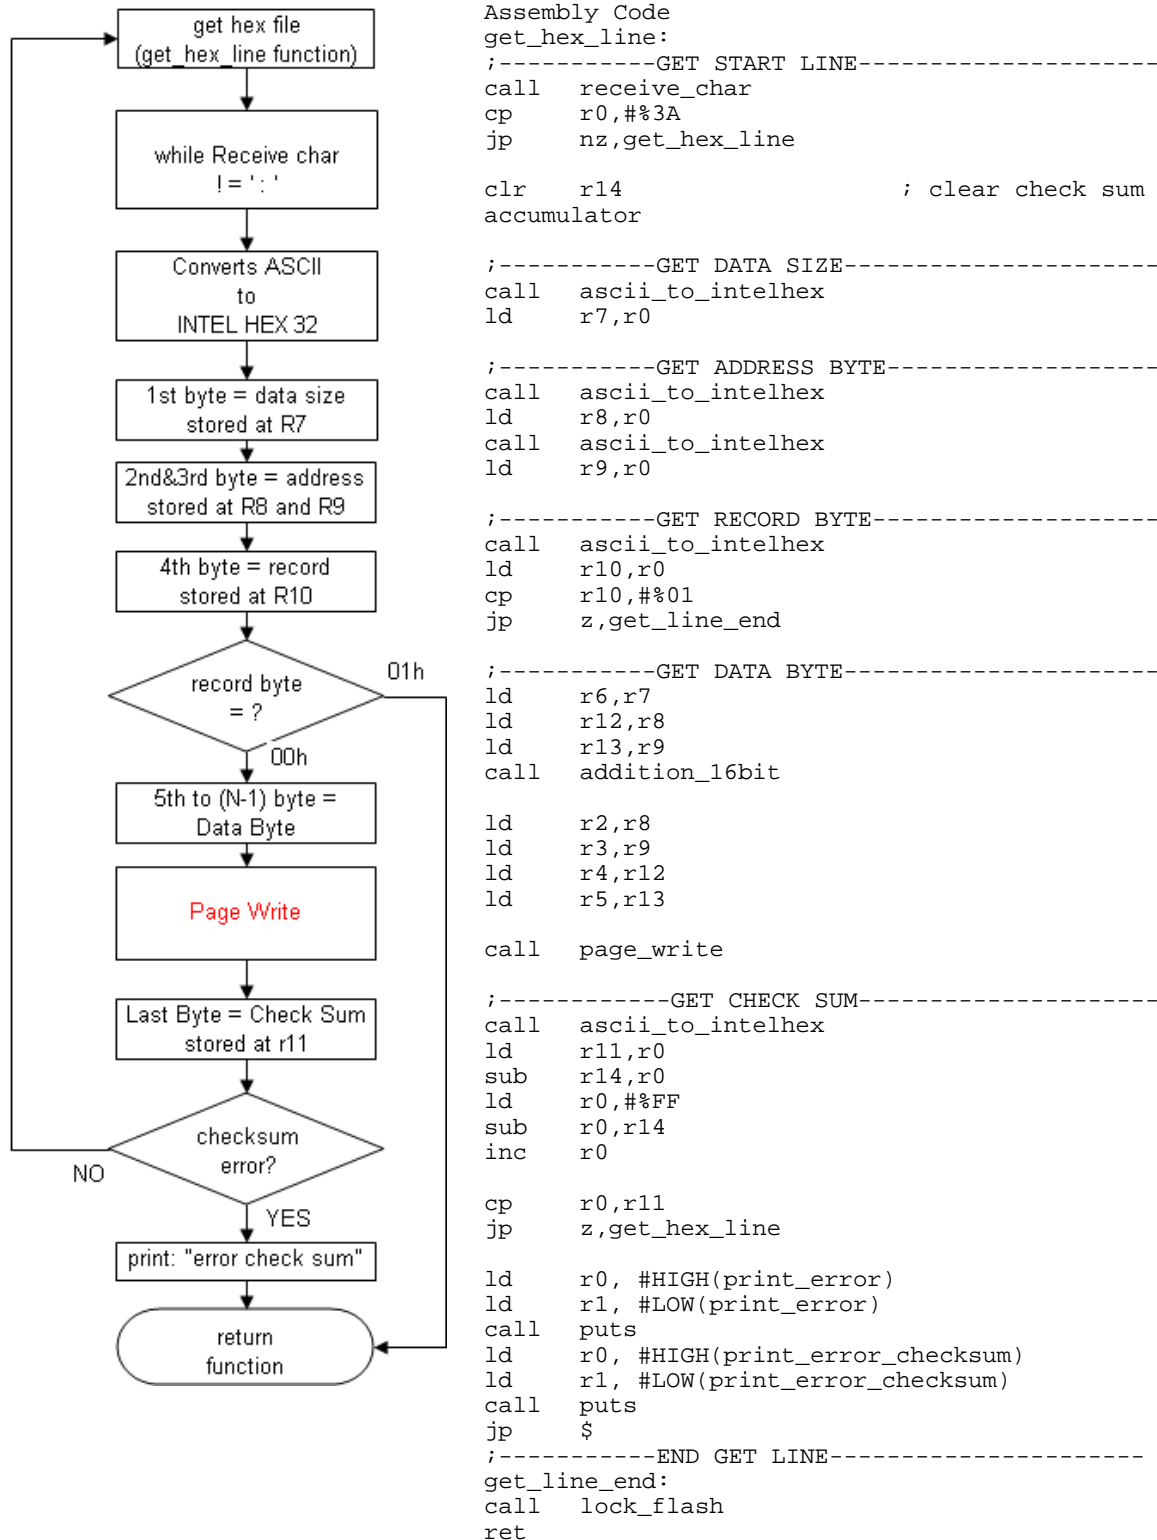 get hex file
(get_hex_line function)
while Receive char
! = ' : '
Converts ASCII
to
INTEL HEX 32
1st byte = data size
stored at R7
2nd&3rd byte = address
stored at R8 and R9
4th byte = record
stored at R10
record byte
= ?
01h
00h
5th to (N-1) byte =
Data Byte
Page Write
Last Byte = Check Sum
stored at r11
checksum
error?
NO
YES
print: "error check sum"
return
function
Assembly Code
get_hex_line:
;-----------GET START LINE---------------------
call receive_char
cp r0,#%3A
jp nz,get_hex_line
clr r14 ; clear check sum
accumulator
;-----------GET DATA SIZE----------------------
call ascii_to_intelhex
ld r7,r0
;-----------GET ADDRESS BYTE-------------------
call ascii_to_intelhex
ld r8,r0
call ascii_to_intelhex
ld r9,r0
;-----------GET RECORD BYTE--------------------
call ascii_to_intelhex
ld r10,r0
cp r10,#%01
jp z,get_line_end
;-----------GET DATA BYTE----------------------
ld r6,r7
ld r12,r8
ld r13,r9
call addition_16bit
ld r2,r8
ld r3,r9
ld r4,r12
ld r5,r13
call page_write
;------------GET CHECK SUM---------------------
call ascii_to_intelhex
ld r11,r0
sub r14,r0
ld r0,#%FF
sub r0,r14
inc r0
cp r0,r11
jp z,get_hex_line
ld r0, #HIGH(print_error)
ld r1, #LOW(print_error)
call puts
ld r0, #HIGH(print_error_checksum)
ld r1, #LOW(print_error_checksum)
call puts
jp $
;-----------END GET LINE----------------------
get_line_end:
call lock_flash
ret